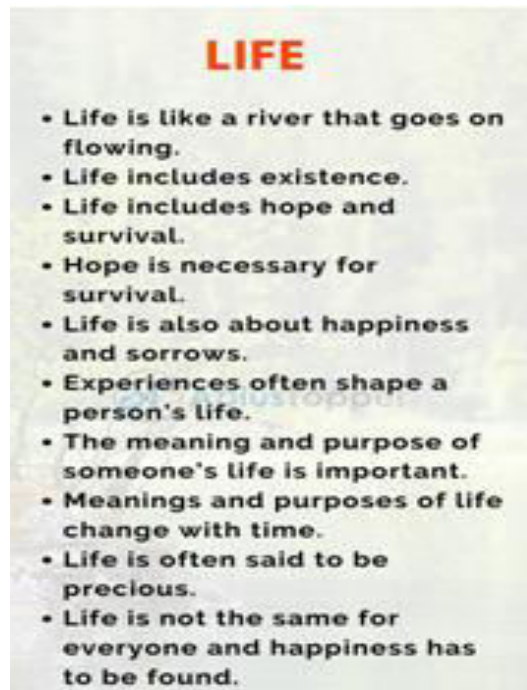 LIFE
• Life is like a river that goes on
flowing.
• Life includes existence.
• Life includes hope and
survival.
• Hope is necessary for
survival.
• Life is also about happiness
and sorrows.
• Experiences often shape a
person's life.
• The meaning and purpose of
someone's life is important.
• Meanings and purposes of life
change with time.
• Life is often said to be
precious.
• Life is not the same for
everyone and happiness has
to be found.